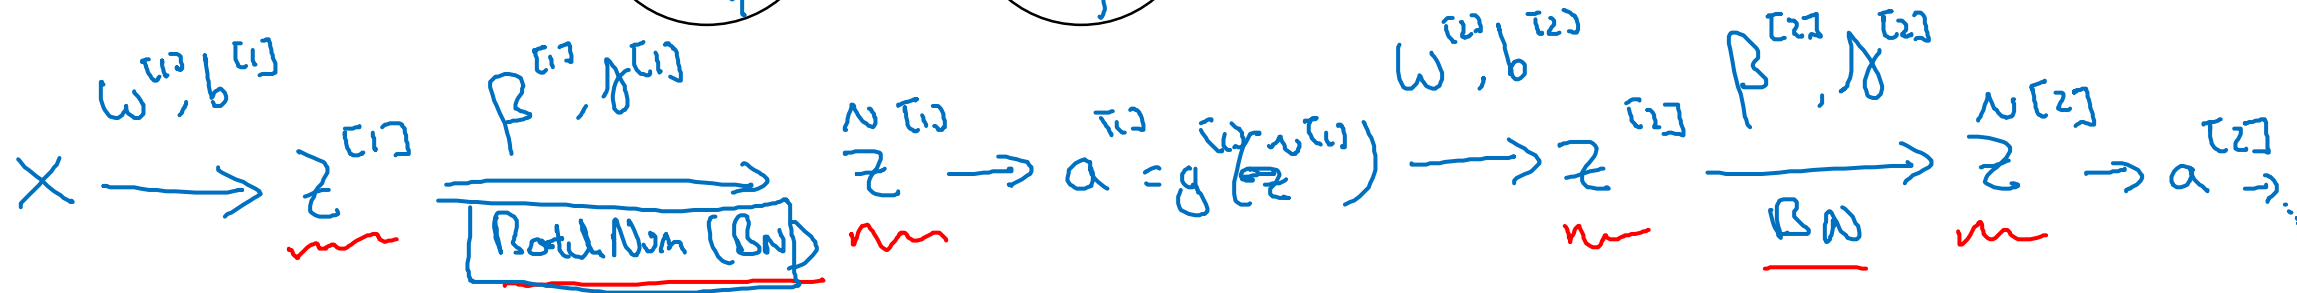 X ⟶ (ω^[1], b^[1]) z^[1] ⟶ (β^[1], γ^[1]) (Batch Norm (BN)) z̃^[1] → a^[1] = g^[1](z̃^[1]) ⟶ (ω^[2], b^[2]) z^[2] ⟶ (β^[2], γ^[2]) (BN) z̃^[2] → a^[2] → ...